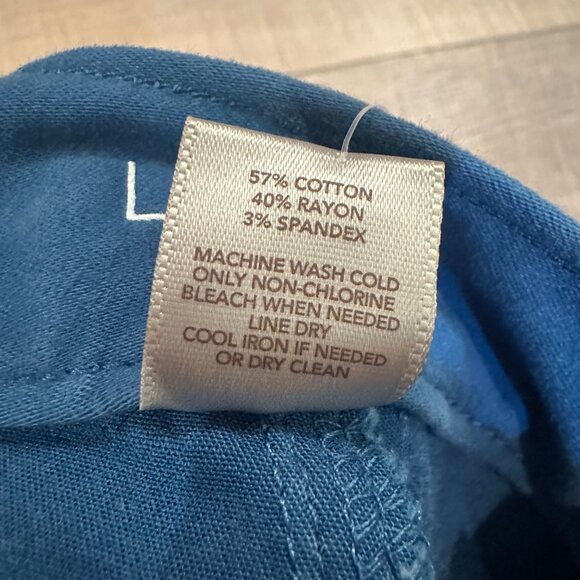 L
57% COTTON
40% RAYON
3% SPANDEX
MACHINE WASH COLD
ONLY NON-CHLORINE
BLEACH WHEN NEEDED
LINE DRY
COOL IRON IF NEEDED
OR DRY CLEAN